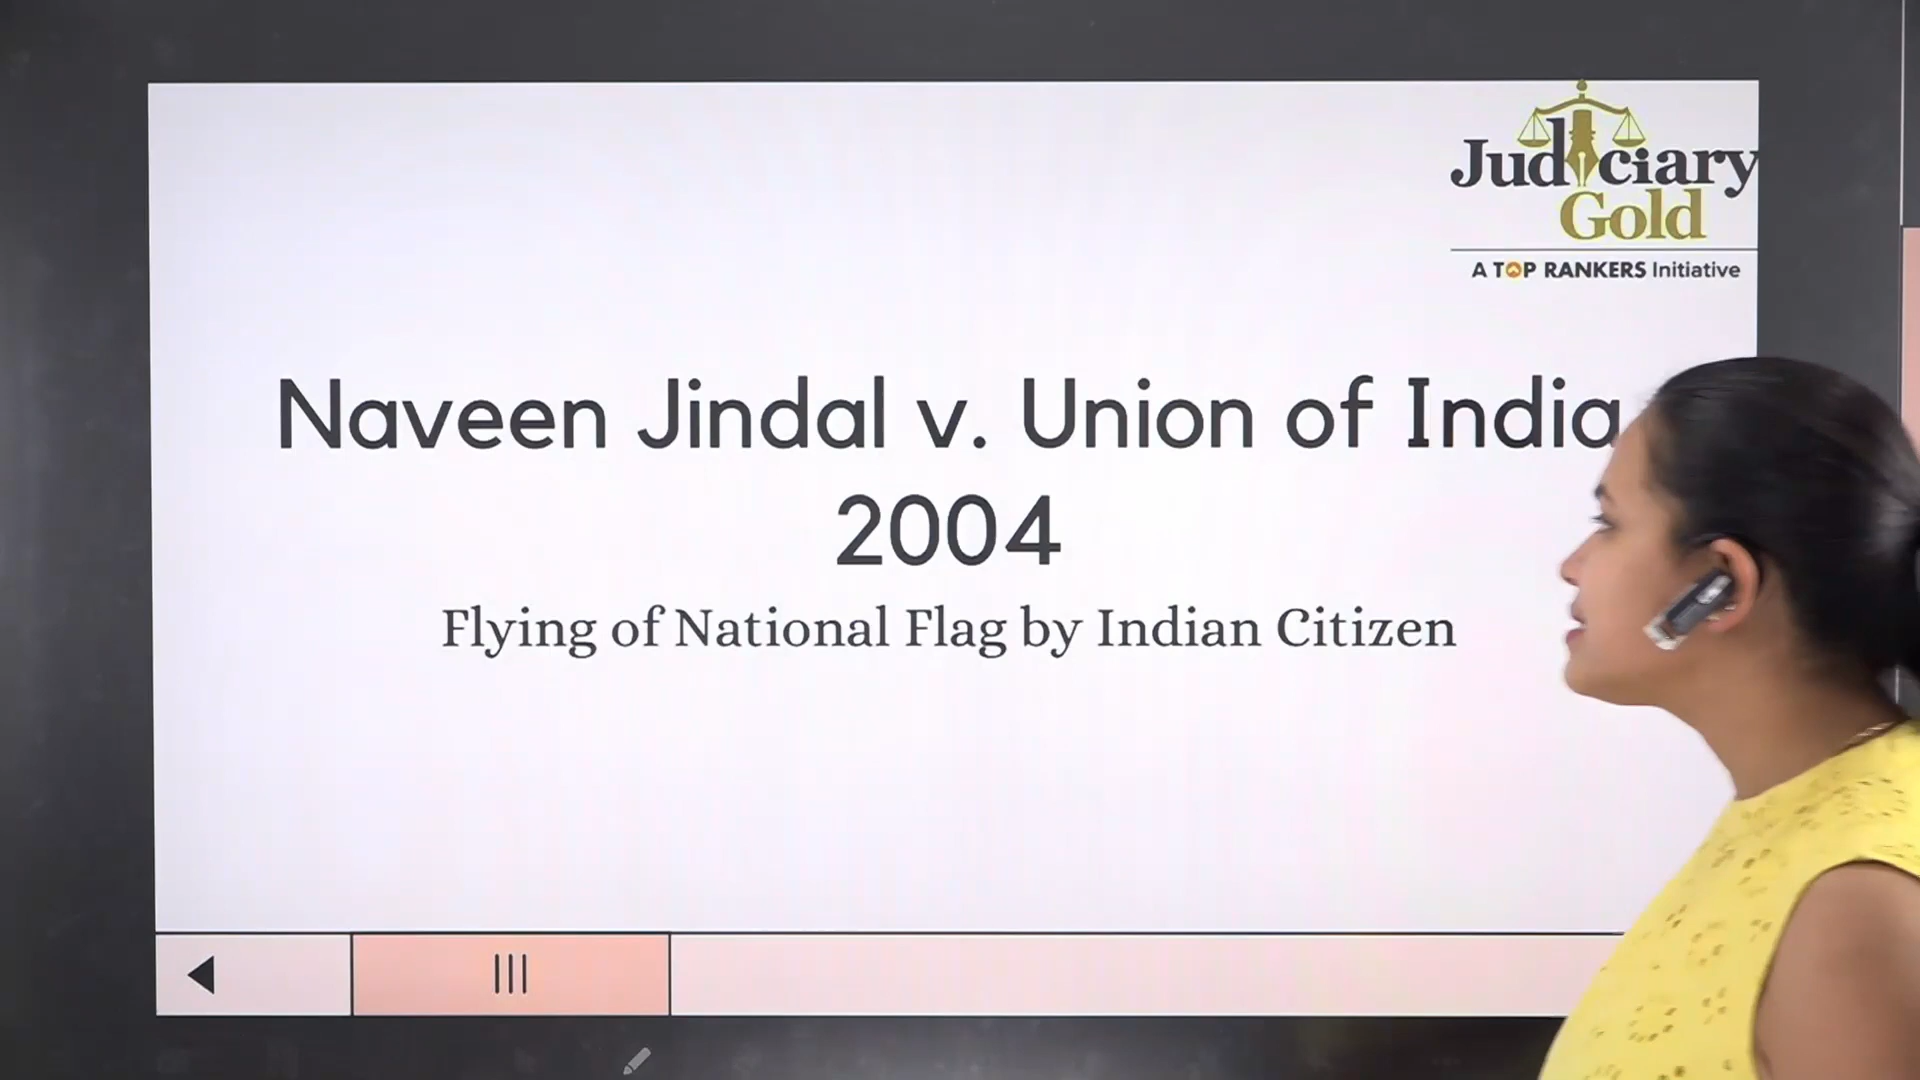 Judiciary
Gold
A TOP RANKERS Initiative
Naveen Jindal v. Union of India
2004
Flying of National Flag by Indian Citizen